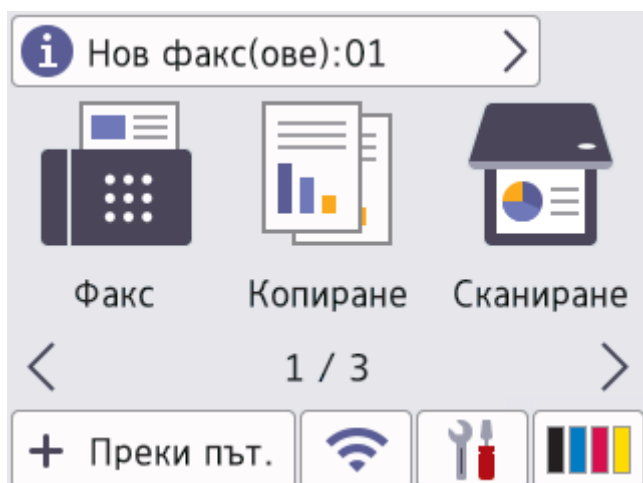 Нов факс(ове):01
Факс
Копиране
Сканиране
1 / 3
+ Преки път.